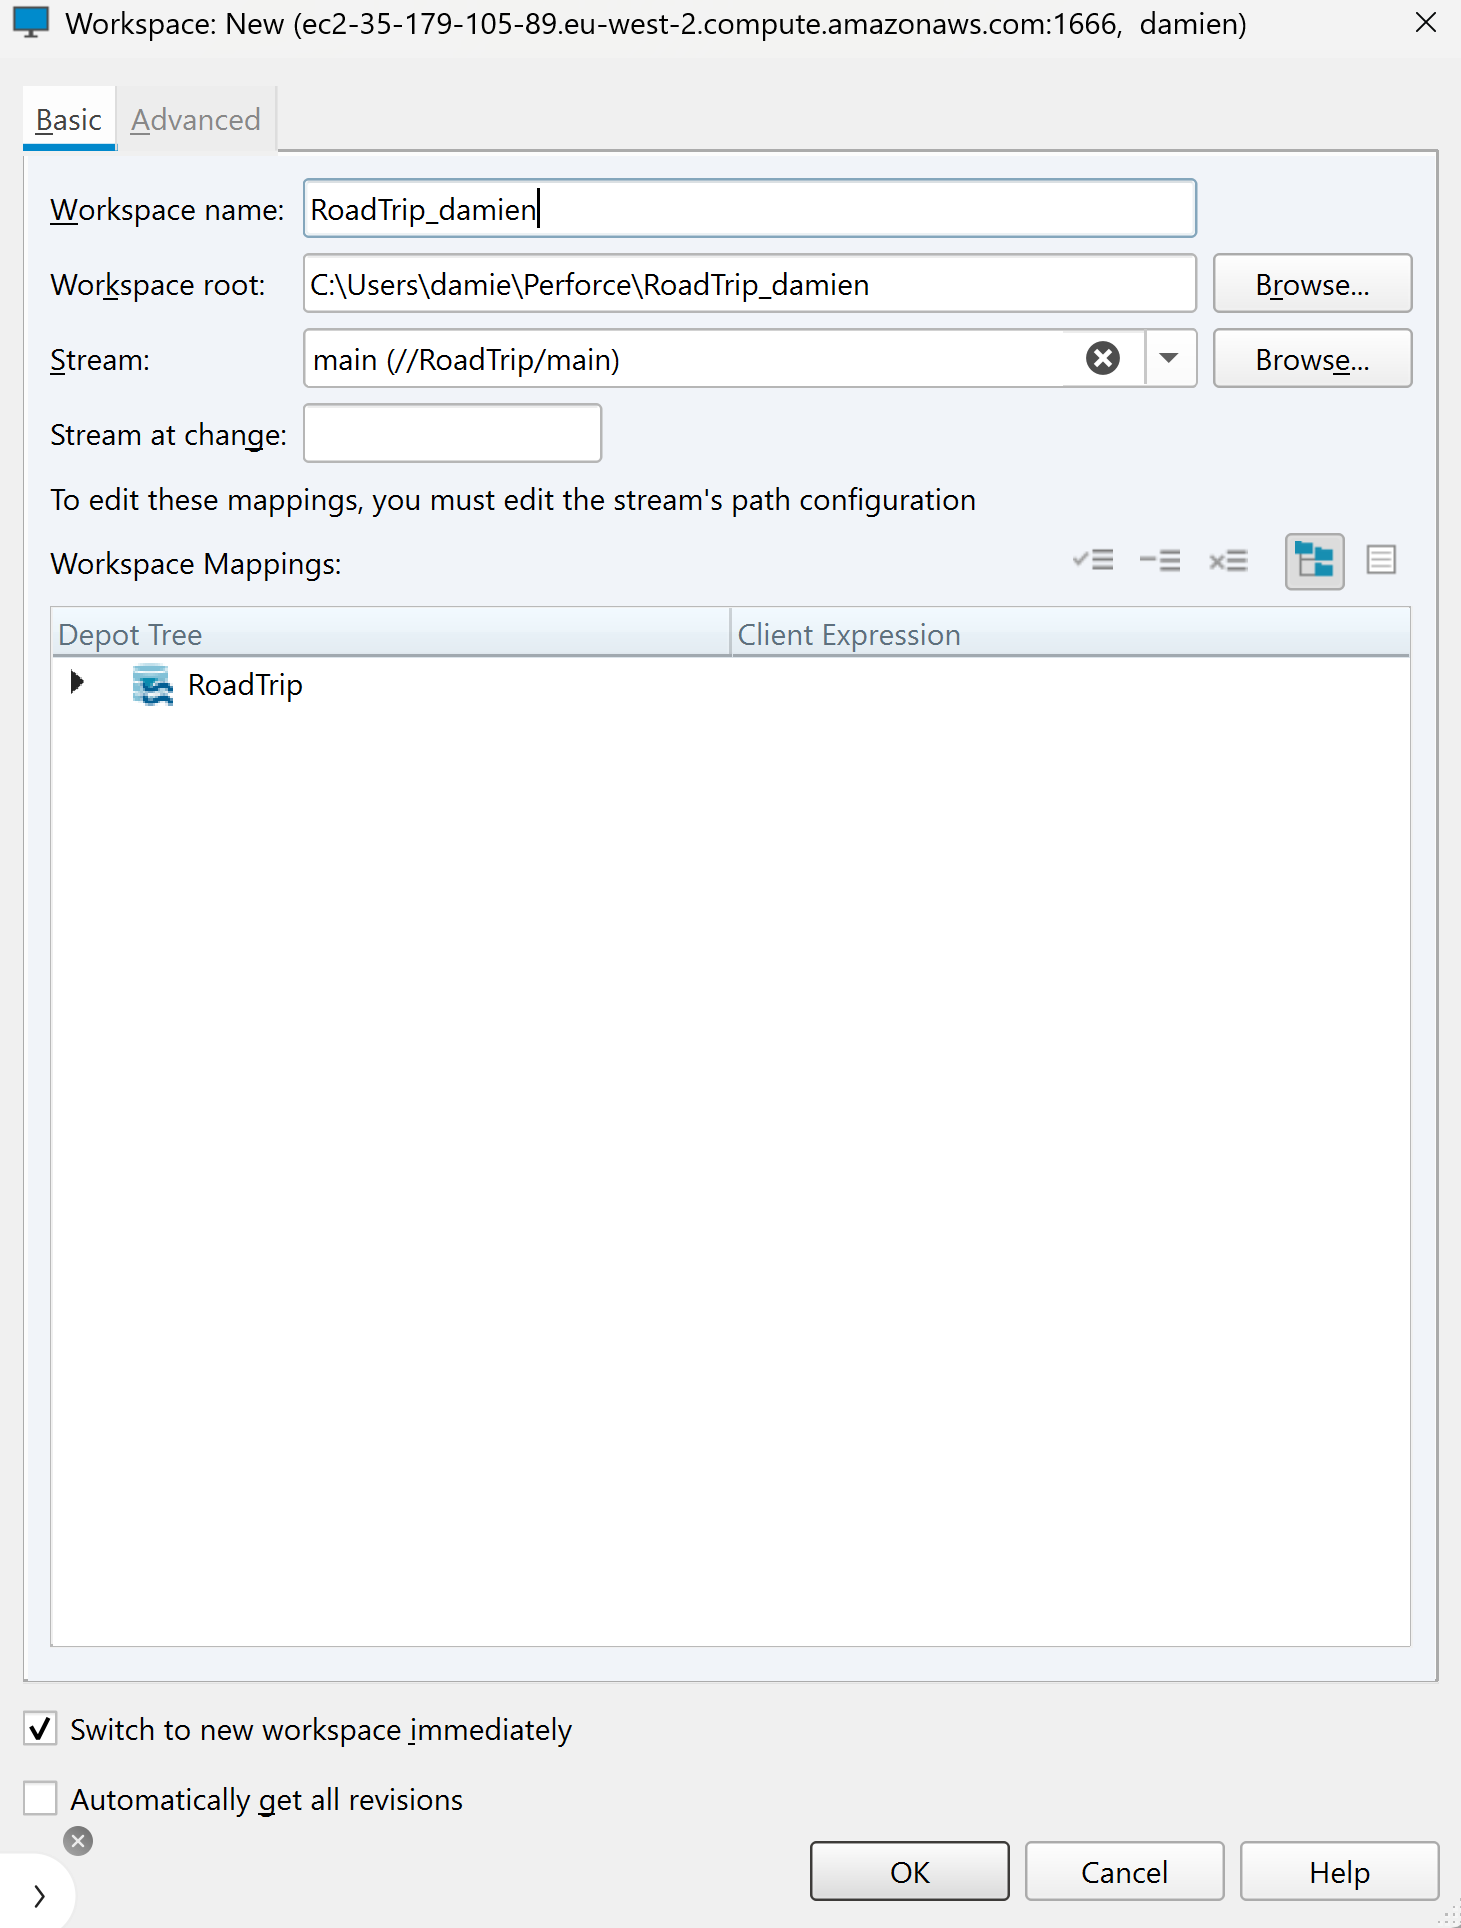 Workspace: New (ec2-35-179-105-89.eu-west-2.compute.amazonaws.com:1666,  damien)
Basic Advanced
Workspace name: RoadTrip_damien
Workspace root: C:\Users\damie\Perforce\RoadTrip_damien Browse...
Stream: main (//RoadTrip/main) Browse...
Stream at change:
To edit these mappings, you must edit the stream's path configuration
Workspace Mappings:
Depot Tree Client Expression
RoadTrip
Switch to new workspace immediately
Automatically get all revisions
OK Cancel Help